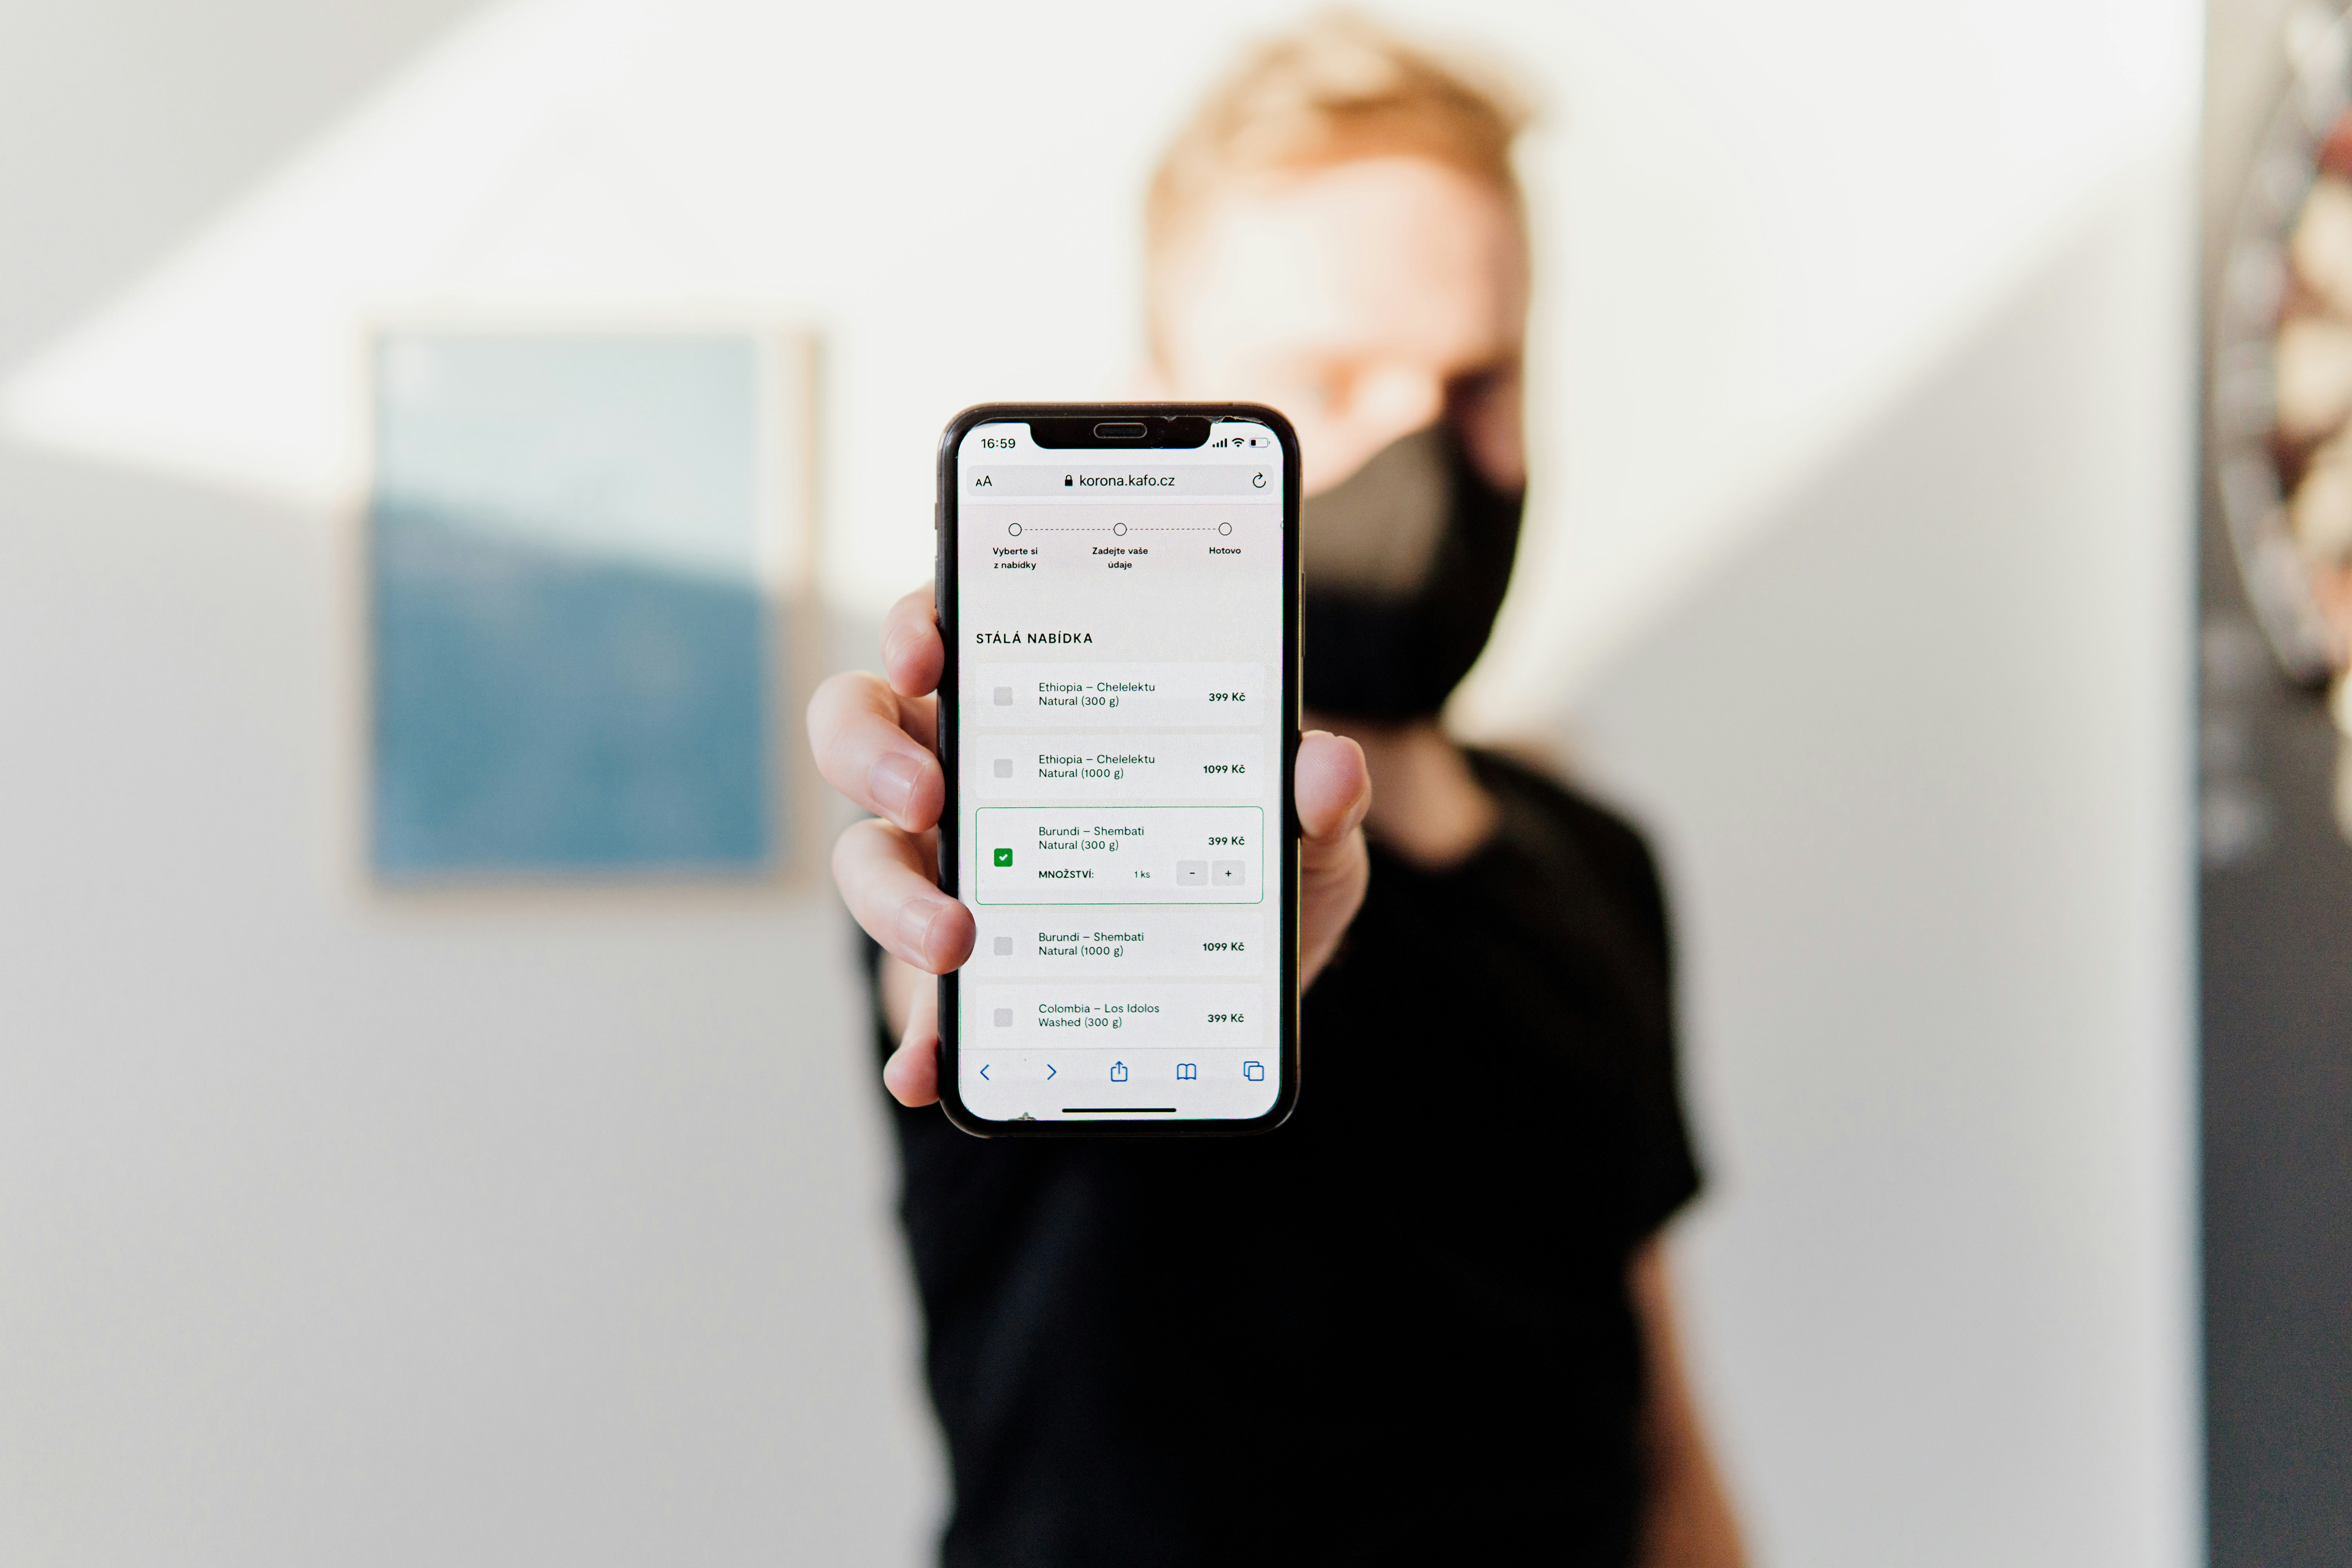 16:59
AA korona.kafo.cz
Vyberte si
z nabídky
Zadejte vaše
údaje
Hotovo
STÁLÁ NABÍDKA
Ethiopia – Chelelektu
Natural (300 g)
399 Kč
Ethiopia – Chelelektu
Natural (1000 g)
1099 Kč
Burundi – Shembati
Natural (300 g)
399 Kč
MNOŽSTVÍ: 1 ks - +
Burundi – Shembati
Natural (1000 g)
1099 Kč
Colombia – Los Idolos
Washed (300 g)
399 Kč